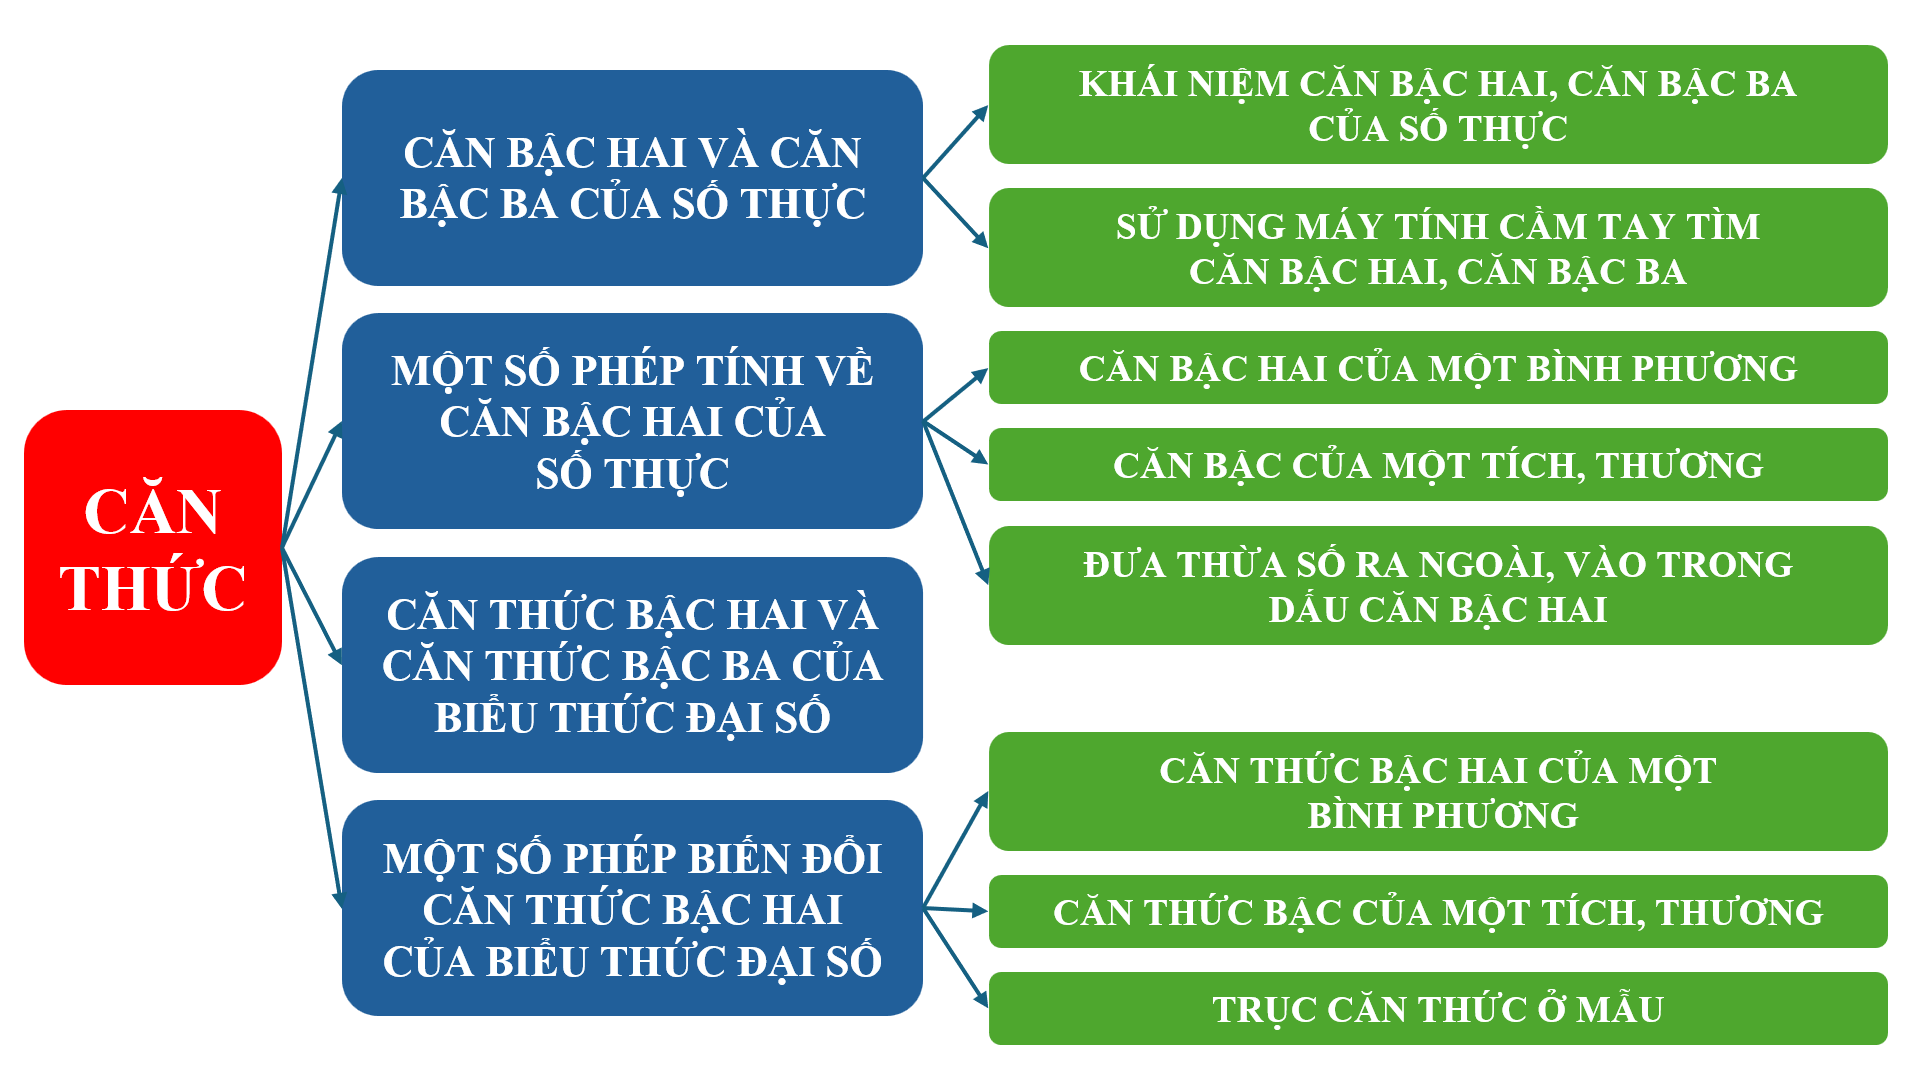 CĂN
THỨC
CĂN BẬC HAI VÀ CĂN
BẬC BA CỦA SỐ THỰC
KHÁI NIỆM CĂN BẬC HAI, CĂN BẬC BA
CỦA SỐ THỰC
SỬ DỤNG MÁY TÍNH CẦM TAY TÌM
CĂN BẬC HAI, CĂN BẬC BA
MỘT SỐ PHÉP TÍNH VỀ
CĂN BẬC HAI CỦA
SỐ THỰC
CĂN BẬC HAI CỦA MỘT BÌNH PHƯƠNG
CĂN BẬC CỦA MỘT TÍCH, THƯƠNG
ĐƯA THỪA SỐ RA NGOÀI, VÀO TRONG
DẤU CĂN BẬC HAI
CĂN THỨC BẬC HAI VÀ
CĂN THỨC BẬC BA CỦA
BIỂU THỨC ĐẠI SỐ
MỘT SỐ PHÉP BIẾN ĐỔI
CĂN THỨC BẬC HAI
CỦA BIỂU THỨC ĐẠI SỐ
CĂN THỨC BẬC HAI CỦA MỘT
BÌNH PHƯƠNG
CĂN THỨC BẬC CỦA MỘT TÍCH, THƯƠNG
TRỤC CĂN THỨC Ở MẪU